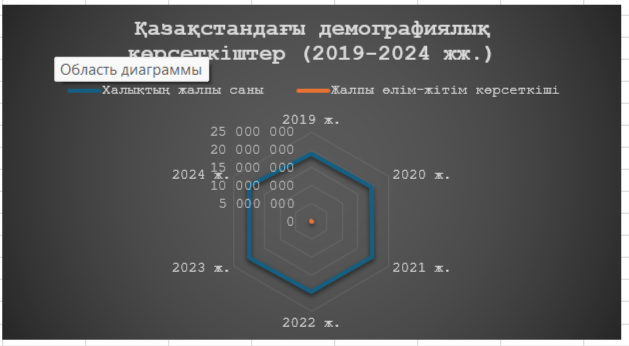 Қазақстандағы демографиялық
көрсеткіштер (2019-2024 жж.)
Область диаграммы
Халықтың жалпы саны
Жалпы өлім-жітім көрсеткіші
2019 ж.
25 000 000
20 000 000
15 000 000
10 000 000
5 000 000
0
2024 ж.
2020 ж.
2023 ж.
2021 ж.
2022 ж.